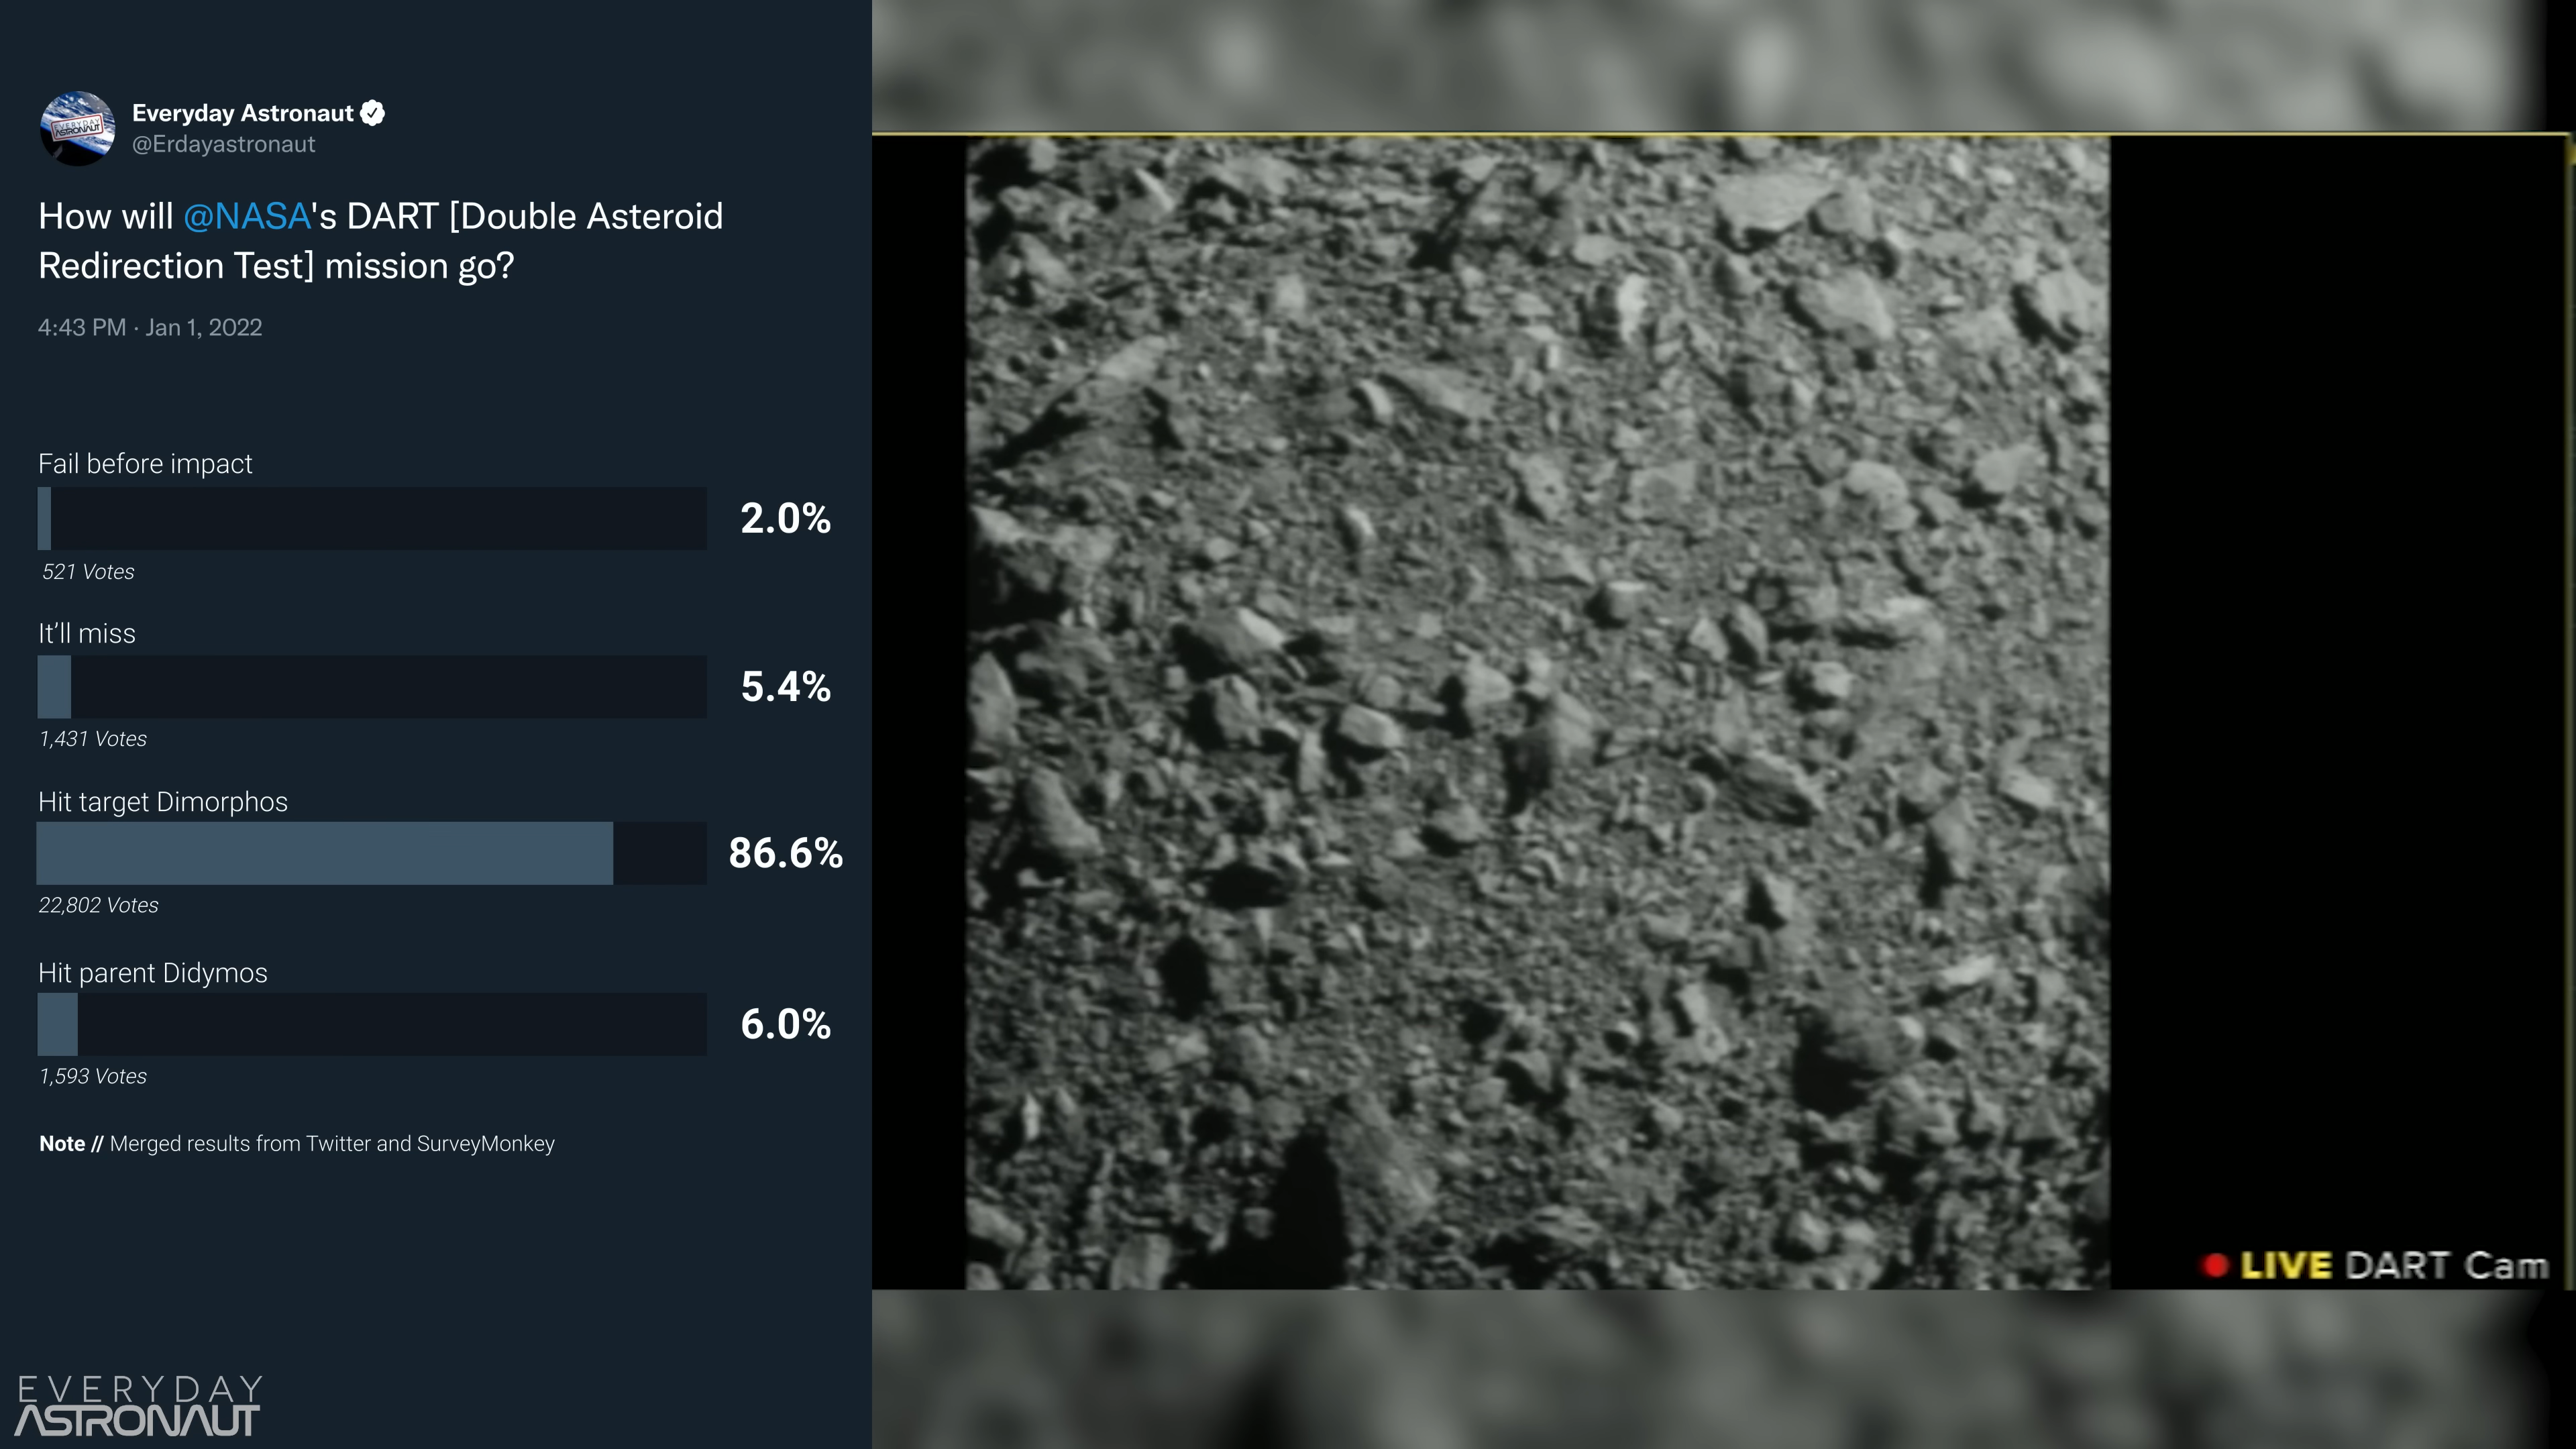 Everyday Astronaut
@Erdayastronaut
How will @NASA's DART [Double Asteroid
Redirection Test] mission go?
4:43 PM · Jan 1, 2022
Fail before impact
2.0%
521 Votes
It'll miss
5.4%
1,431 Votes
Hit target Dimorphos
86.6%
22,802 Votes
Hit parent Didymos
6.0%
1,593 Votes
Note // Merged results from Twitter and SurveyMonkey
EVERYDAY
ASTRONAUT
LIVE DART Cam